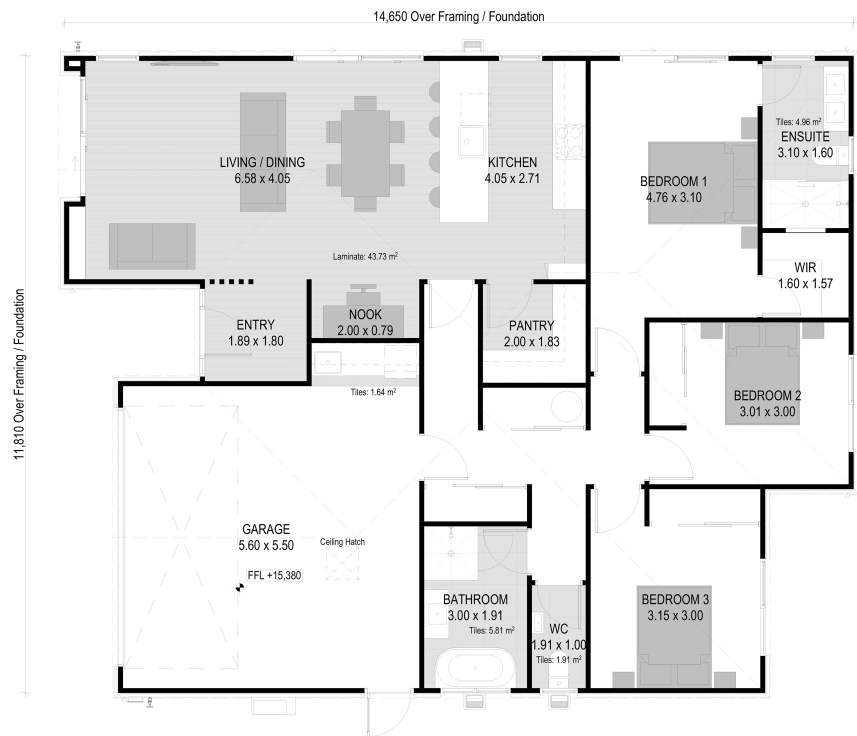 14,650 Over Framing / Foundation
11,810 Over Framing / Foundation
LIVING / DINING
6.58 x 4.05
KITCHEN
4.05 x 2.71
Laminate: 43.73 m²
BEDROOM 1
4.76 x 3.10
Tiles: 4.96 m²
ENSUITE
3.10 x 1.60
WIR
1.60 x 1.57
ENTRY
1.89 x 1.80
NOOK
2.00 x 0.79
PANTRY
2.00 x 1.83
Tiles: 1.64 m²
BEDROOM 2
3.01 x 3.00
GARAGE
5.60 x 5.50
Ceiling Hatch
FFL +15,380
BATHROOM
3.00 x 1.91
Tiles: 5.81 m²
WC
1.91 x 1.00
Tiles: 1.91 m²
BEDROOM 3
3.15 x 3.00